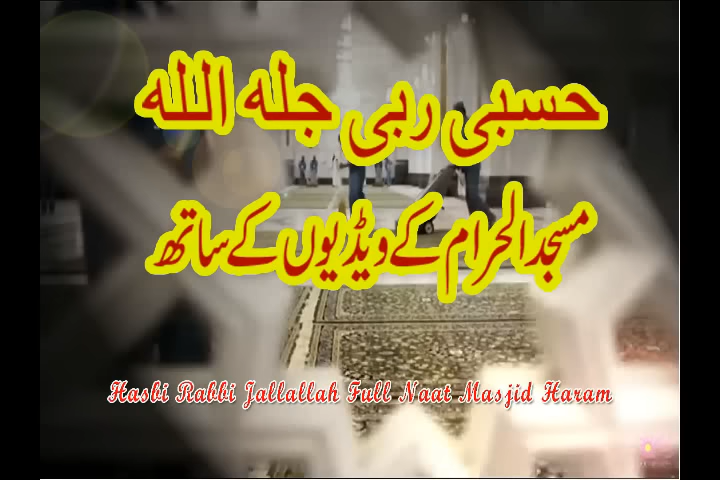 حسبی ربی جله الله
مسجد الحرام کے ویڈیوں کے ساتھ
Hasbi Rabbi Jallallah Full Naat Masjid Haram